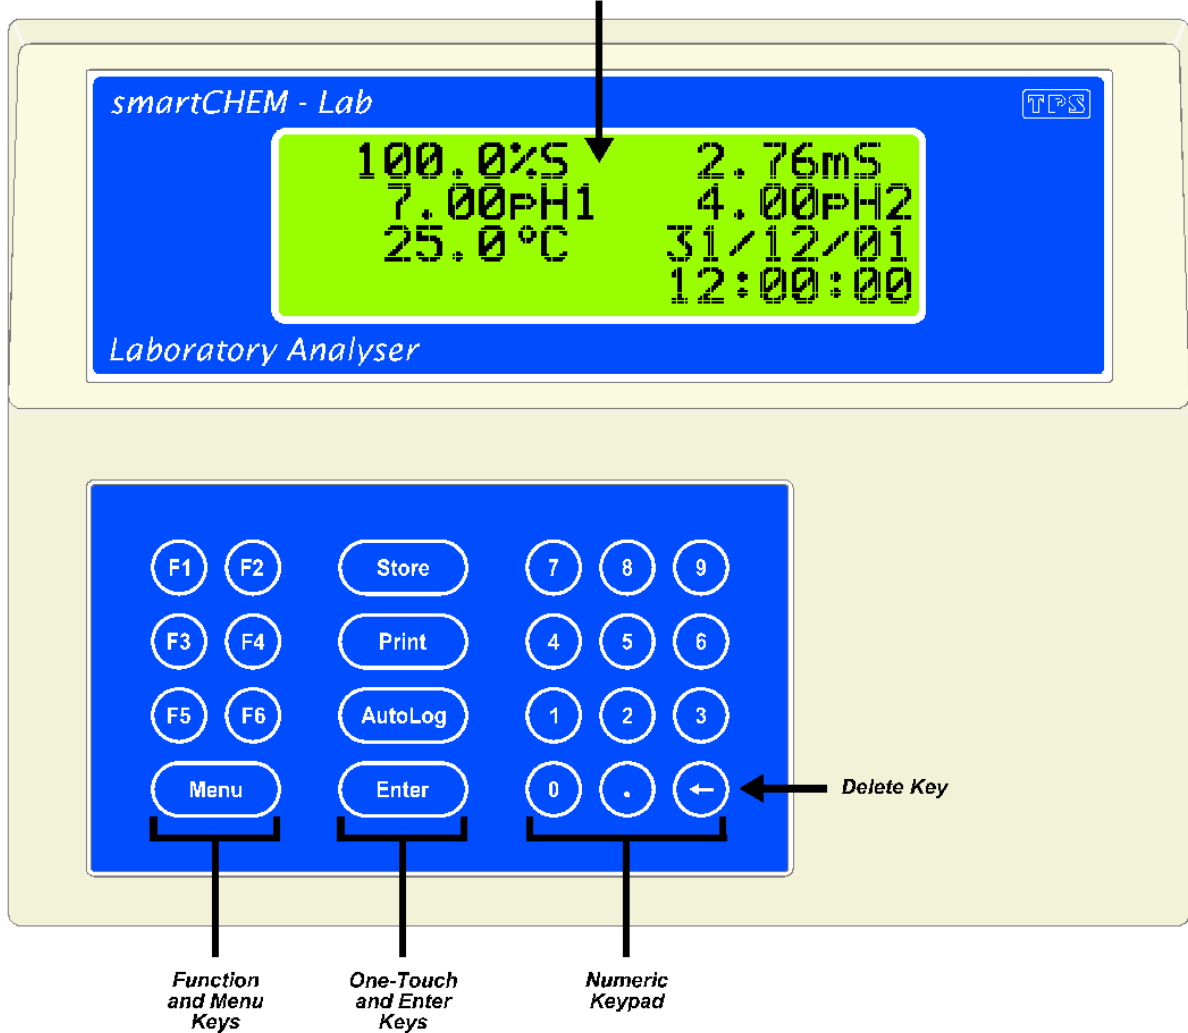 smartCHEM - Lab
TPS
100.0%S 2.76mS
7.00pH1 4.00pH2
25.0°C 31/12/01
12:00:00
Laboratory Analyser
F1 F2 Store 7 8 9
F3 F4 Print 4 5 6
F5 F6 AutoLog 1 2 3
Menu Enter 0 . ←
Delete Key
Function
and Menu
Keys
One-Touch
and Enter
Keys
Numeric
Keypad